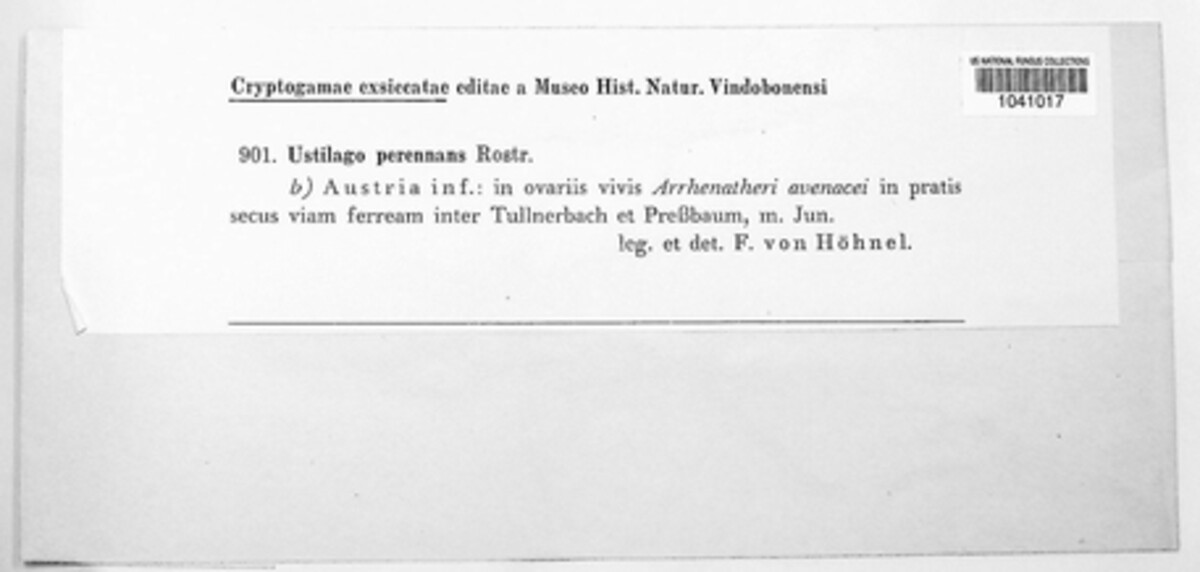 Cryptogamae exsiccatae editae a Museo Hist. Natur. Vindobonensi
US NATIONAL FUNGUS COLLECTIONS
1041017
901. Ustilago perennans Rostr.
b) Austria inf.: in ovariis vivis Arrhenatheri avenacei in pratis
secus viam ferream inter Tullnerbach et Preßbaum, m. Jun.
leg. et det. F. von Höhnel.